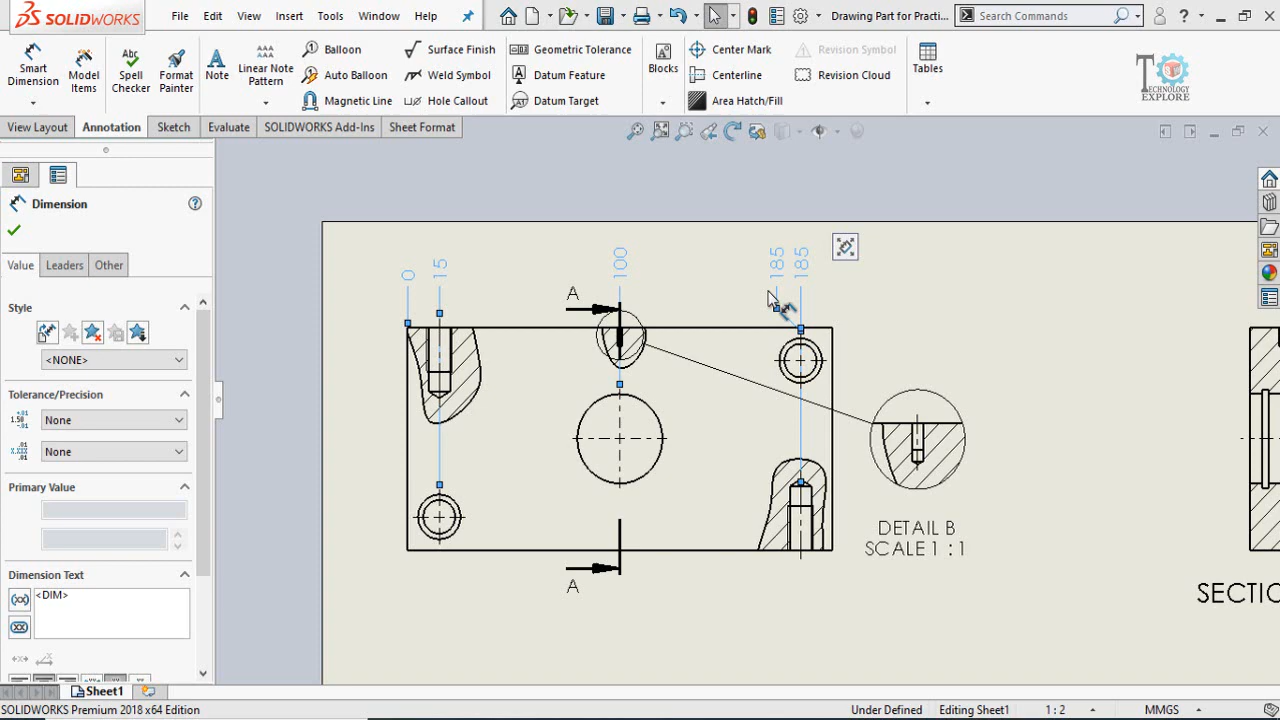 SOLIDWORKS File Edit View Insert Tools Window Help Drawing Part for Practi... Search Commands ?
Smart Dimension
Model Items
Spell Checker
Format Painter
Note
Linear Note Pattern
Balloon
Auto Balloon
Magnetic Line
Surface Finish
Weld Symbol
Hole Callout
Geometric Tolerance
Datum Feature
Datum Target
Blocks
Center Mark
Centerline
Area Hatch/Fill
Revision Symbol
Revision Cloud
Tables
TECHNOLOGY
EXPLORE
View Layout Annotation Sketch Evaluate SOLIDWORKS Add-Ins Sheet Format
Dimension
Value Leaders Other
Style
<NONE>
Tolerance/Precision
None
None
Primary Value
Dimension Text
<DIM>
0 15 100 185 185
A
A
DETAIL B
SCALE 1 : 1
SECTIO
Sheet1
SOLIDWORKS Premium 2018 x64 Edition Under Defined Editing Sheet1 1 : 2 MMGS